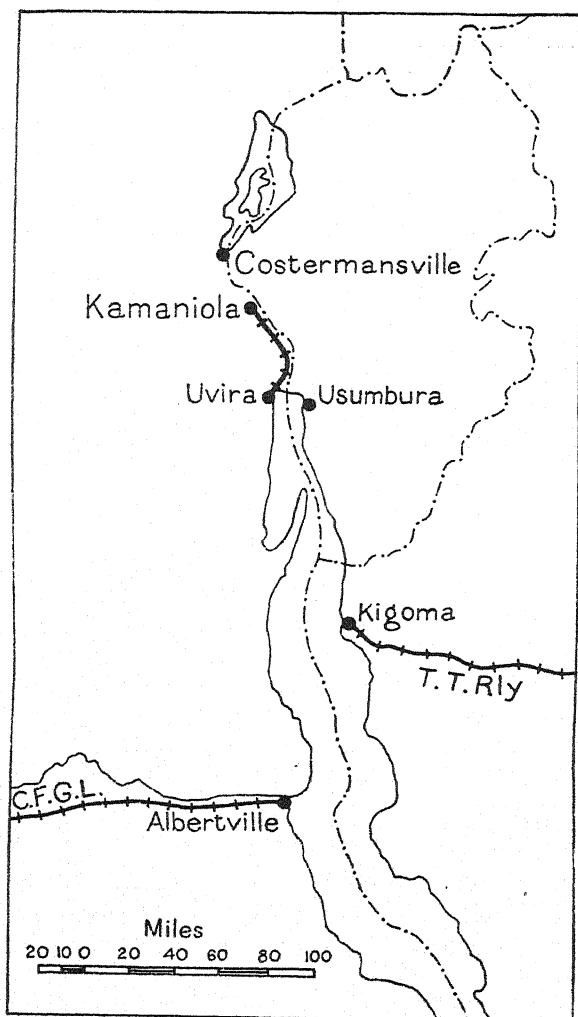 Costermansville
Kamaniola
Uvira
Usumbura
Kigoma
T.T.Rly
C.F.G.L.
Albertville
Miles
20 10 0 20 40 60 80 100